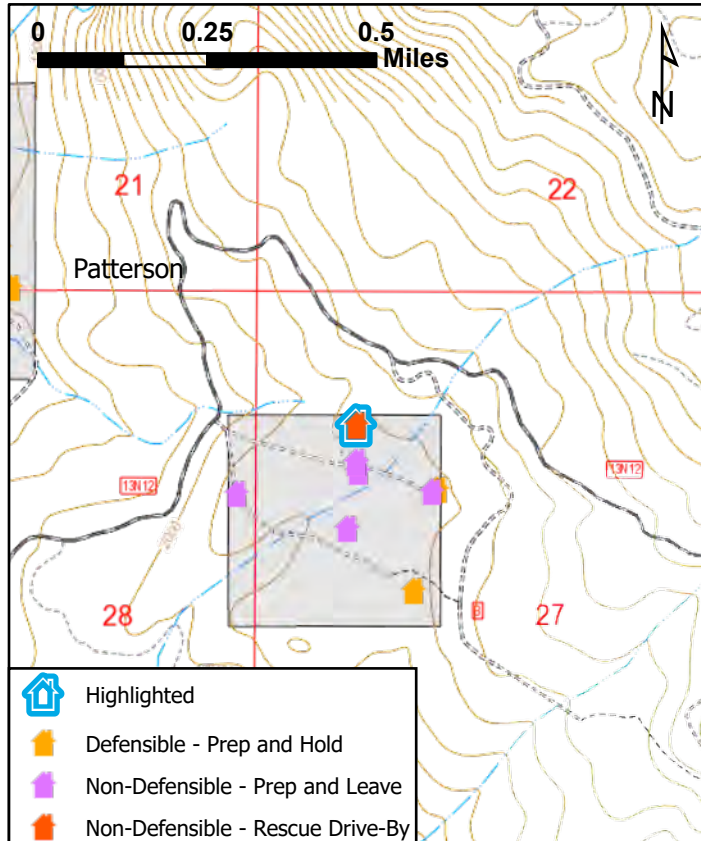 0 0.25 0.5
Miles
N
21
22
Patterson
13N12
13N12
28
27
Highlighted
Defensible - Prep and Hold
Non-Defensible - Prep and Leave
Non-Defensible - Rescue Drive-By